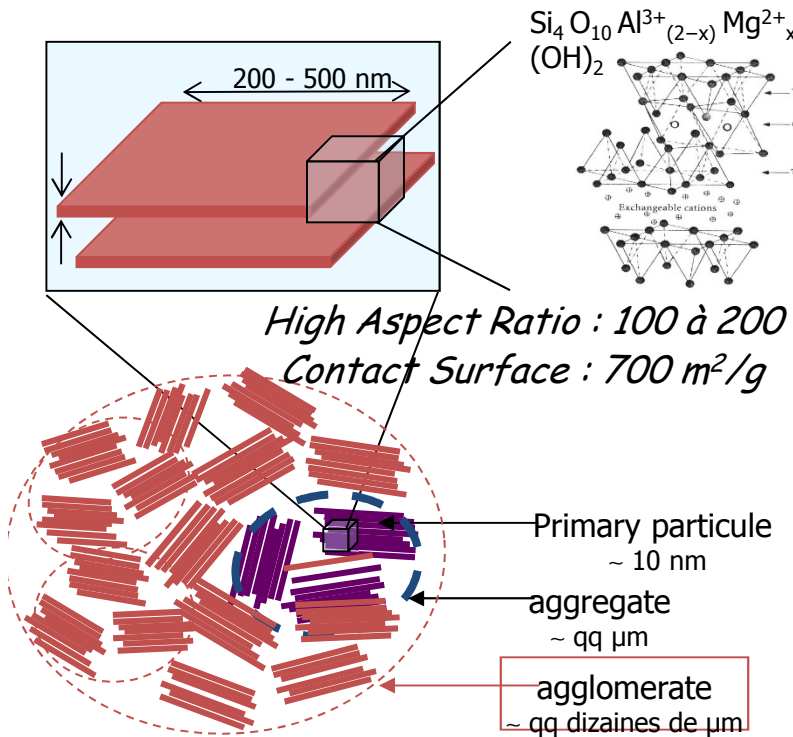 Si₄ O₁₀ Al³⁺₍₂₋ₓ₎ Mg²⁺ₓ
(OH)₂
200 - 500 nm
Exchangeable cations
High Aspect Ratio : 100 à 200
Contact Surface : 700 m²/g
Primary particule
~ 10 nm
aggregate
~ qq µm
agglomerate
~ qq dizaines de µm